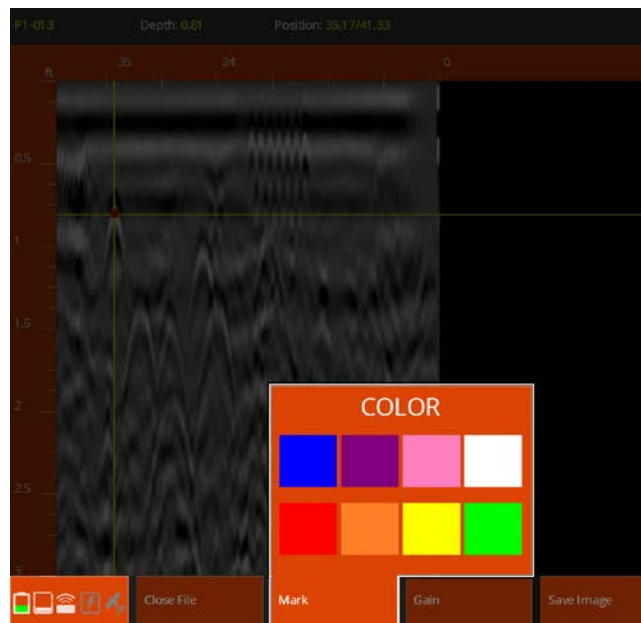 P1-013 Depth: 0.81 Position: 35.17/41.33
ft 35 24 0
0.5
1
1.5
2
2.5
3
COLOR
Close File Mark Gain Save Image